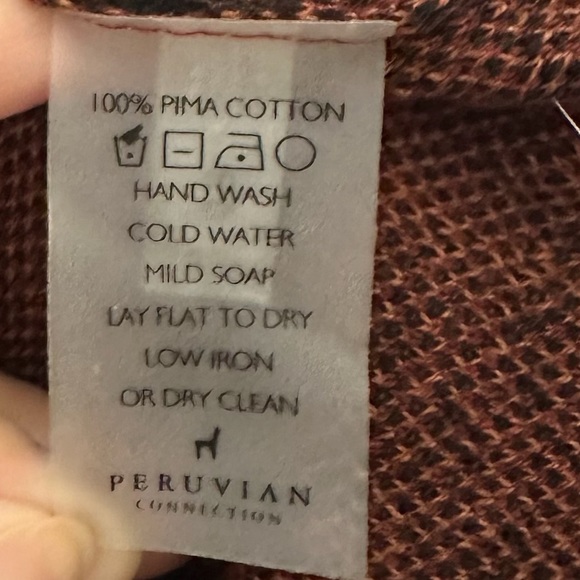 100% PIMA COTTON
HAND WASH
COLD WATER
MILD SOAP
LAY FLAT TO DRY
LOW IRON
OR DRY CLEAN
PERUVIAN
CONNECTION